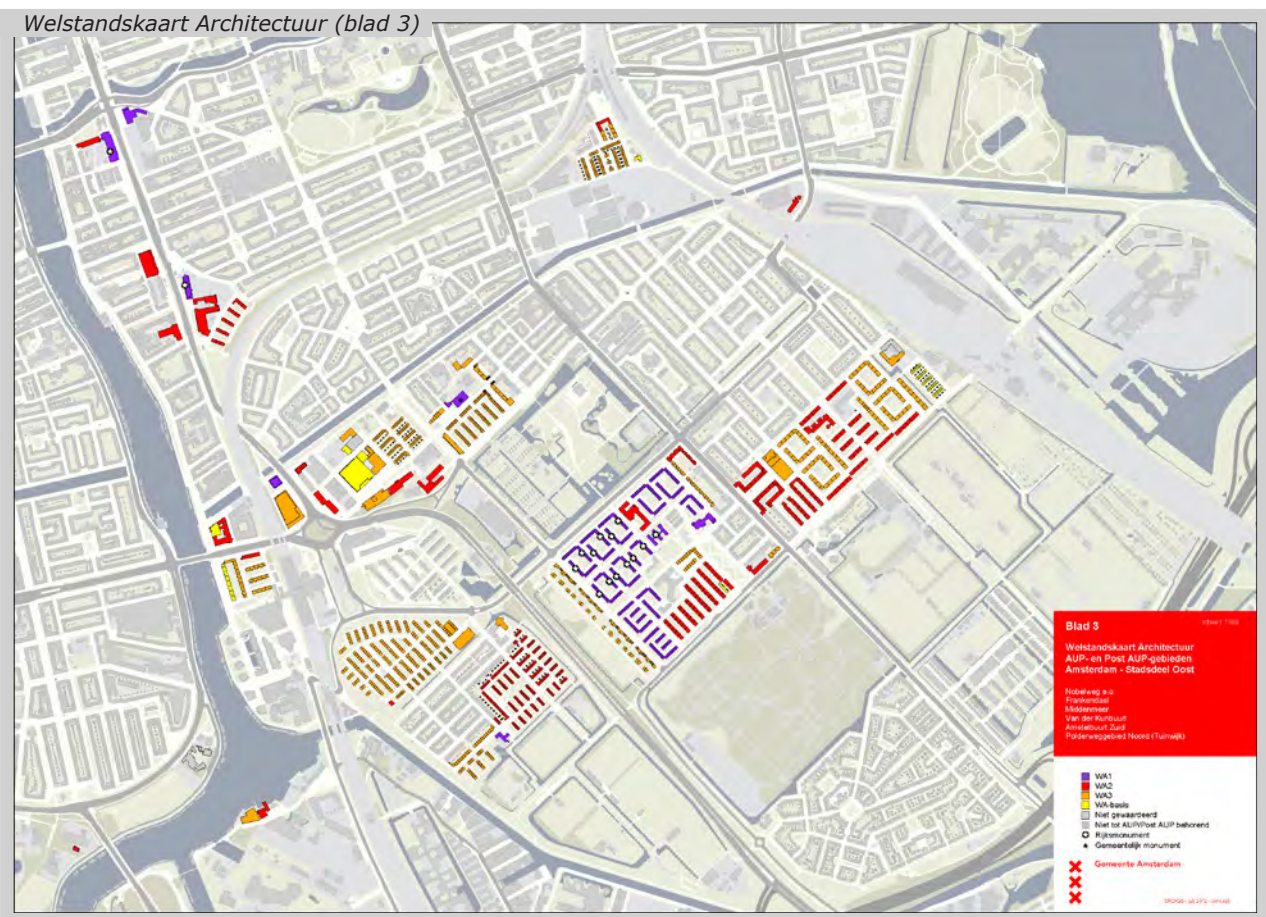 Welstandskaart Architectuur (blad 3)
Blad 3
Welstandskaart Architectuur
AUP- en Post AUP-gebieden
Amsterdam - Stadsdeel Oost
Nobelweg e.o.
Frankendael
Middenmeer
Van der Kunbuurt
Amstelbuurt Zuid
Polderweggebied Noord (Tuinwijk)
WA1
WA2
WA3
WA-basis
Niet gewaardeerd
Niet tot AUP/Post AUP behorend
Rijksmonument
Gemeentelijk monument
Gemeente Amsterdam